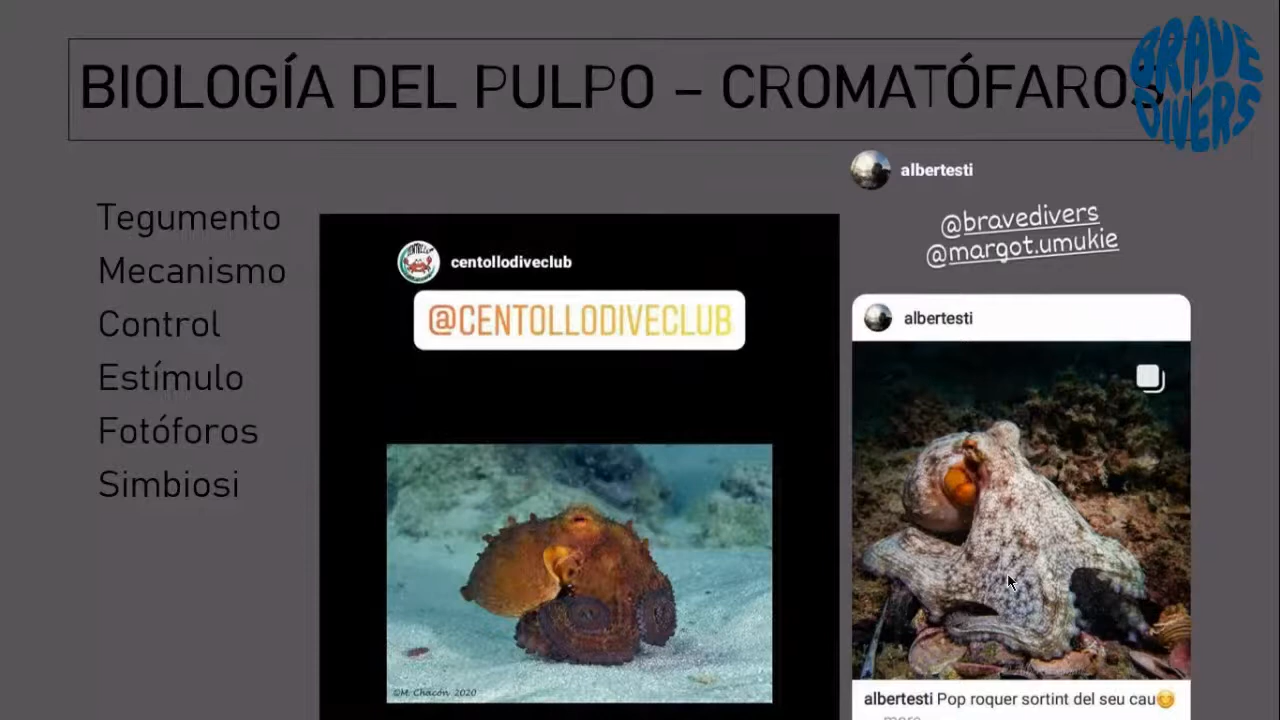 BIOLOGÍA DEL PULPO – CROMATÓFAROS
BRAVE
DIVERS
Tegumento
Mecanismo
Control
Estímulo
Fotóforos
Simbiosi
centollodiveclub
@CENTOLLODIVECLUB
©M. Chacón 2020
albertesti
@bravedivers
@margot.umukie
albertesti
albertesti Pop roquer sortint del seu cau😊
more